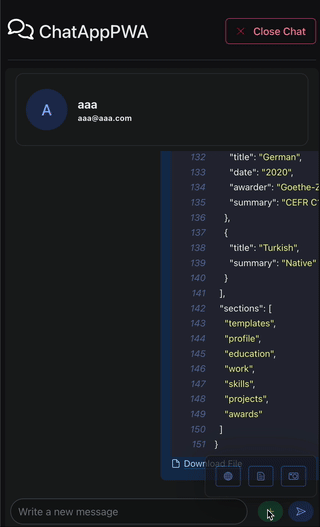 ChatAppPWA
Close Chat
A
aaa
aaa@aaa.com
132 "title": "German",
133 "date": "2020",
134 "awarder": "Goethe-Z
135 "summary": "CEFR C
136 },
137 {
138 "title": "Turkish",
139 "summary": "Native"
140 }
141 ],
142 "sections": [
143 "templates",
144 "profile",
145 "education",
146 "work",
147 "skills",
148 "projects",
149 "awards"
150 ]
151 }
Download File
Write a new message